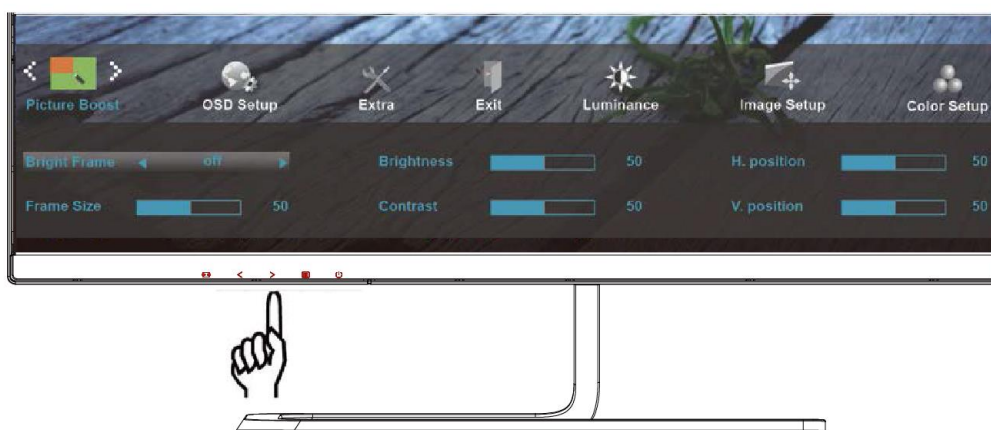 Picture Boost OSD Setup Extra Exit Luminance Image Setup Color Setup
Bright Frame off Brightness 50 H. position 50
Frame Size 50 Contrast 50 V. position 50